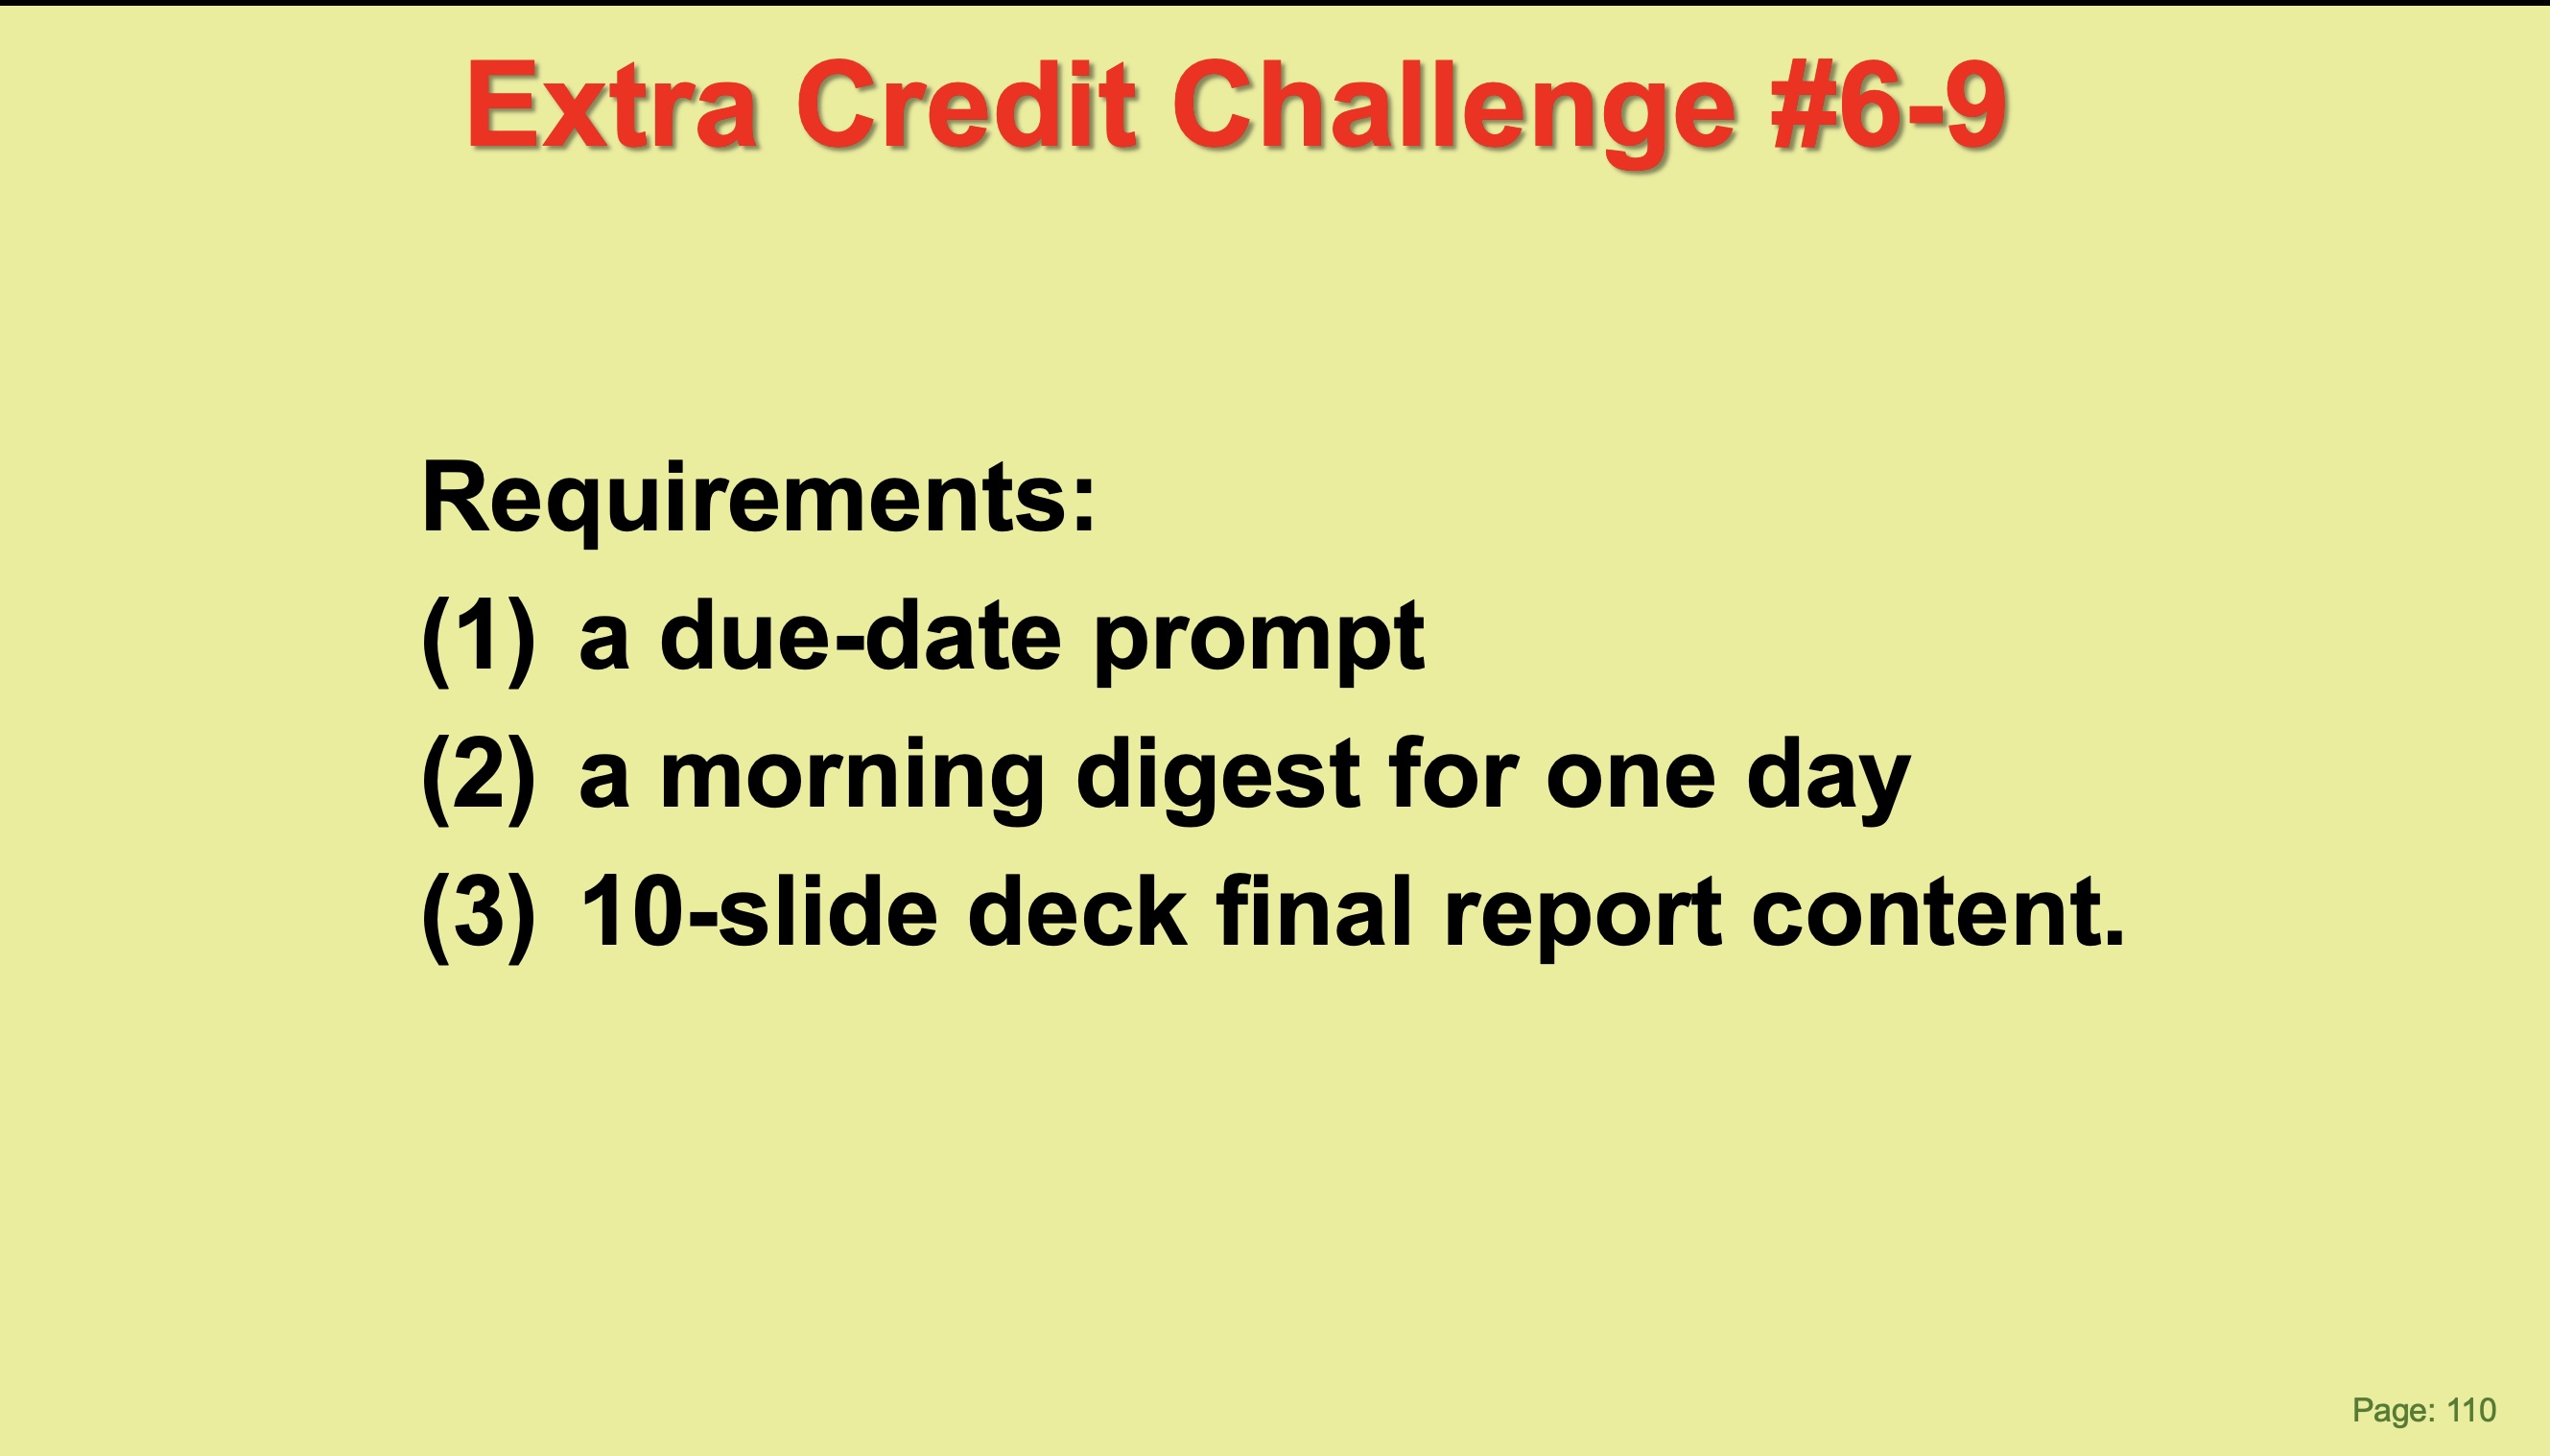 Extra Credit Challenge #6-9
Requirements:
(1) a due-date prompt
(2) a morning digest for one day
(3) 10-slide deck final report content.
Page: 110